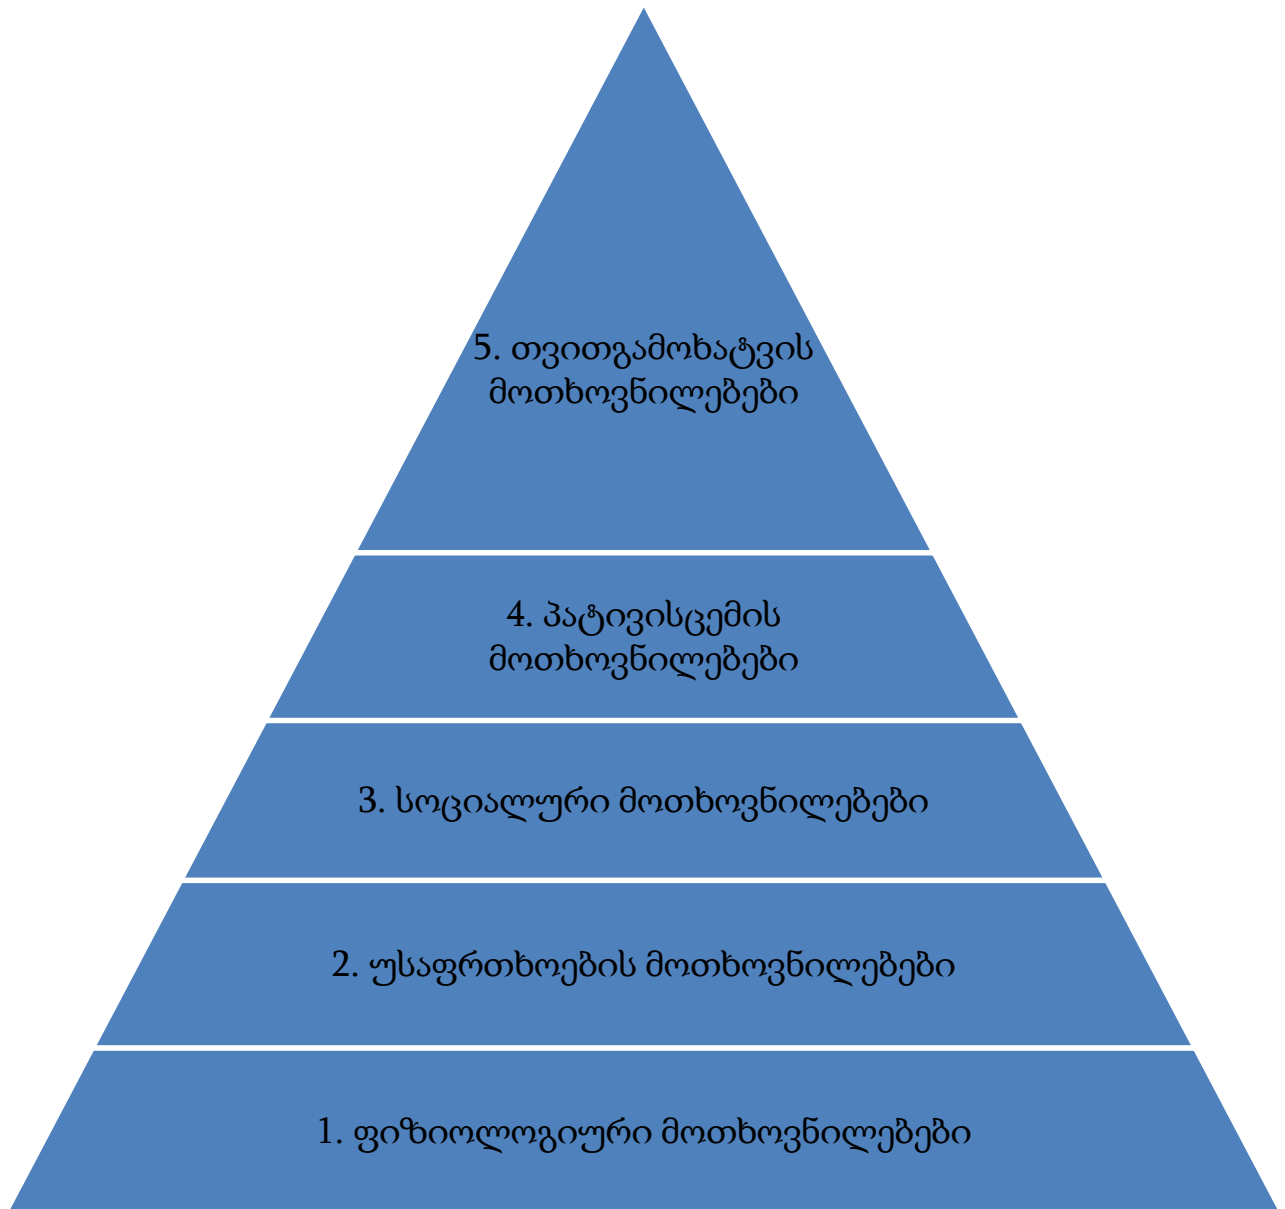 5. თვითგამოხატვის
მოთხოვნილებები
4. პატივისცემის
მოთხოვნილებები
3. სოციალური მოთხოვნილებები
2. უსაფრთხოების მოთხოვნილებები
1. ფიზიოლოგიური მოთხოვნილებები